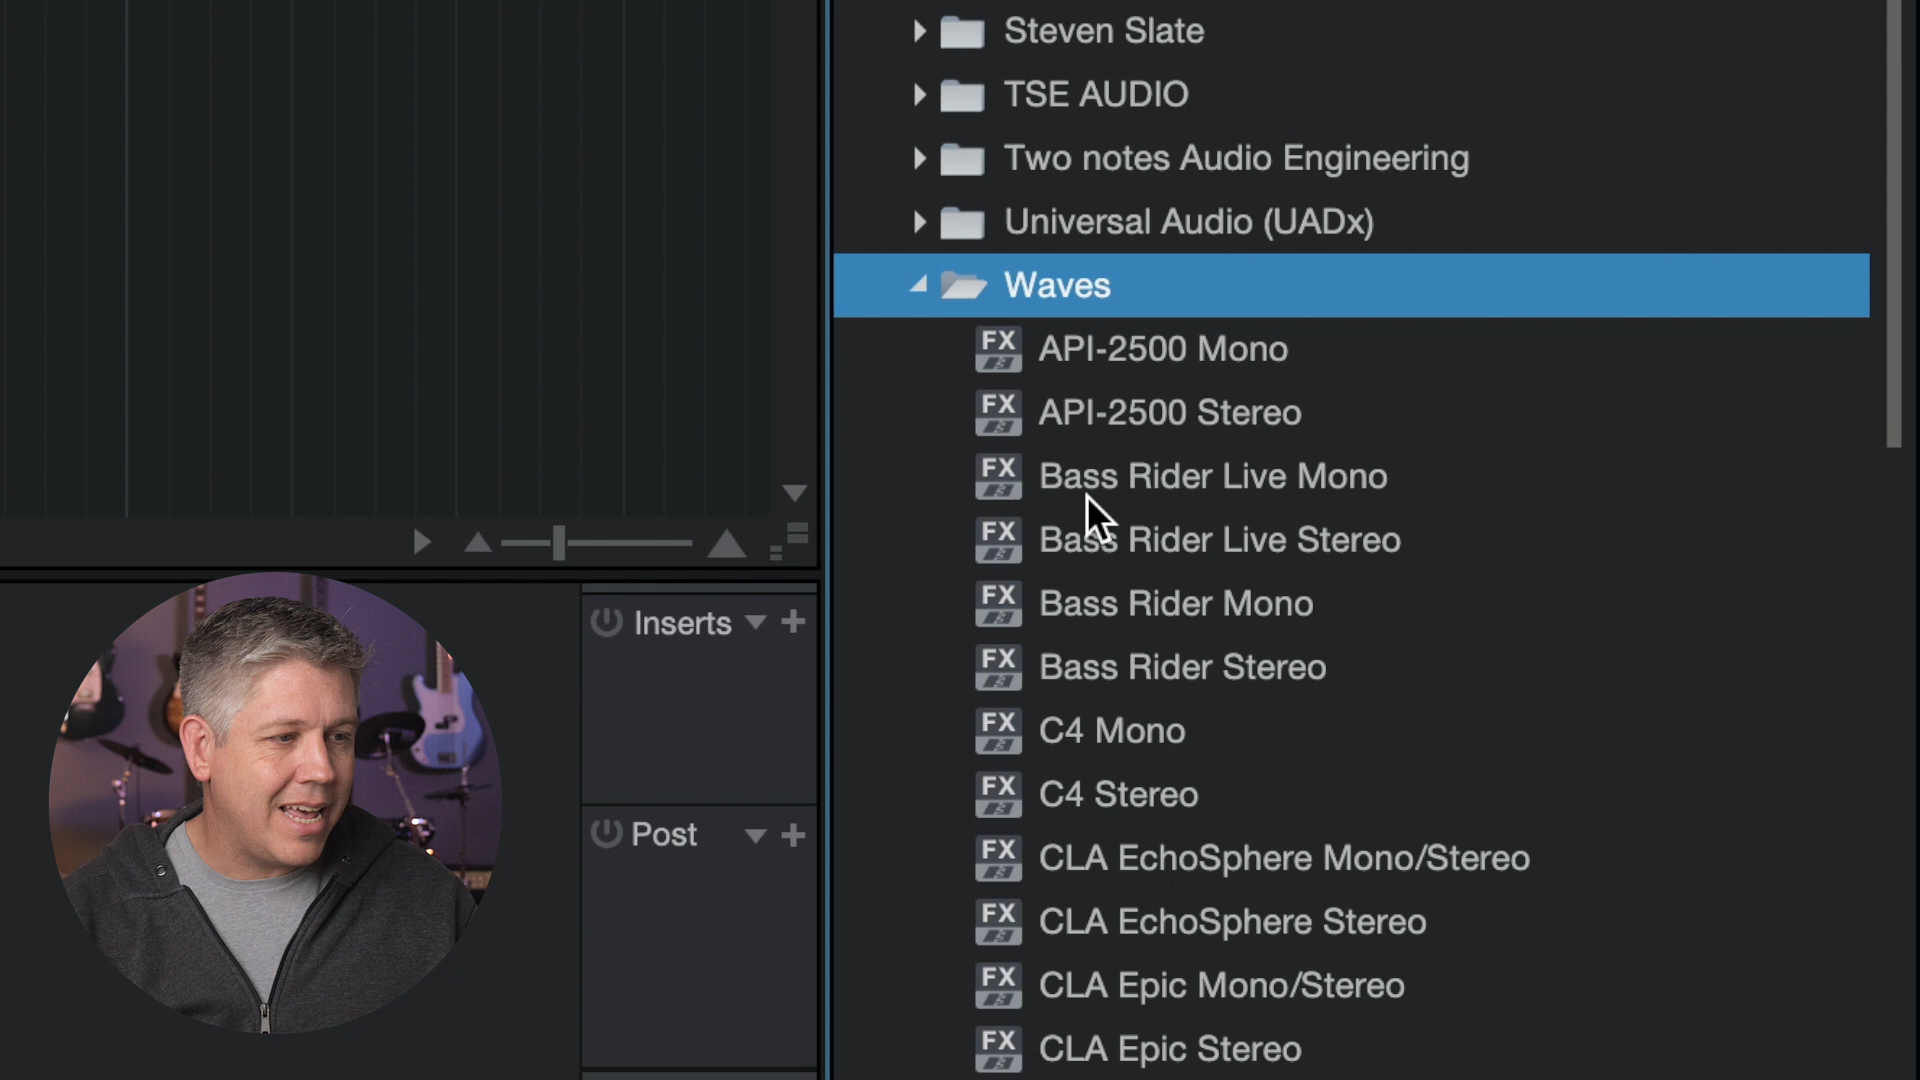 Steven Slate
TSE AUDIO
Two notes Audio Engineering
Universal Audio (UADx)
Waves
FX API-2500 Mono
FX API-2500 Stereo
FX Bass Rider Live Mono
FX Bass Rider Live Stereo
FX Bass Rider Mono
FX Bass Rider Stereo
FX C4 Mono
FX C4 Stereo
FX CLA EchoSphere Mono/Stereo
FX CLA EchoSphere Stereo
FX CLA Epic Mono/Stereo
FX CLA Epic Stereo
Inserts
Post